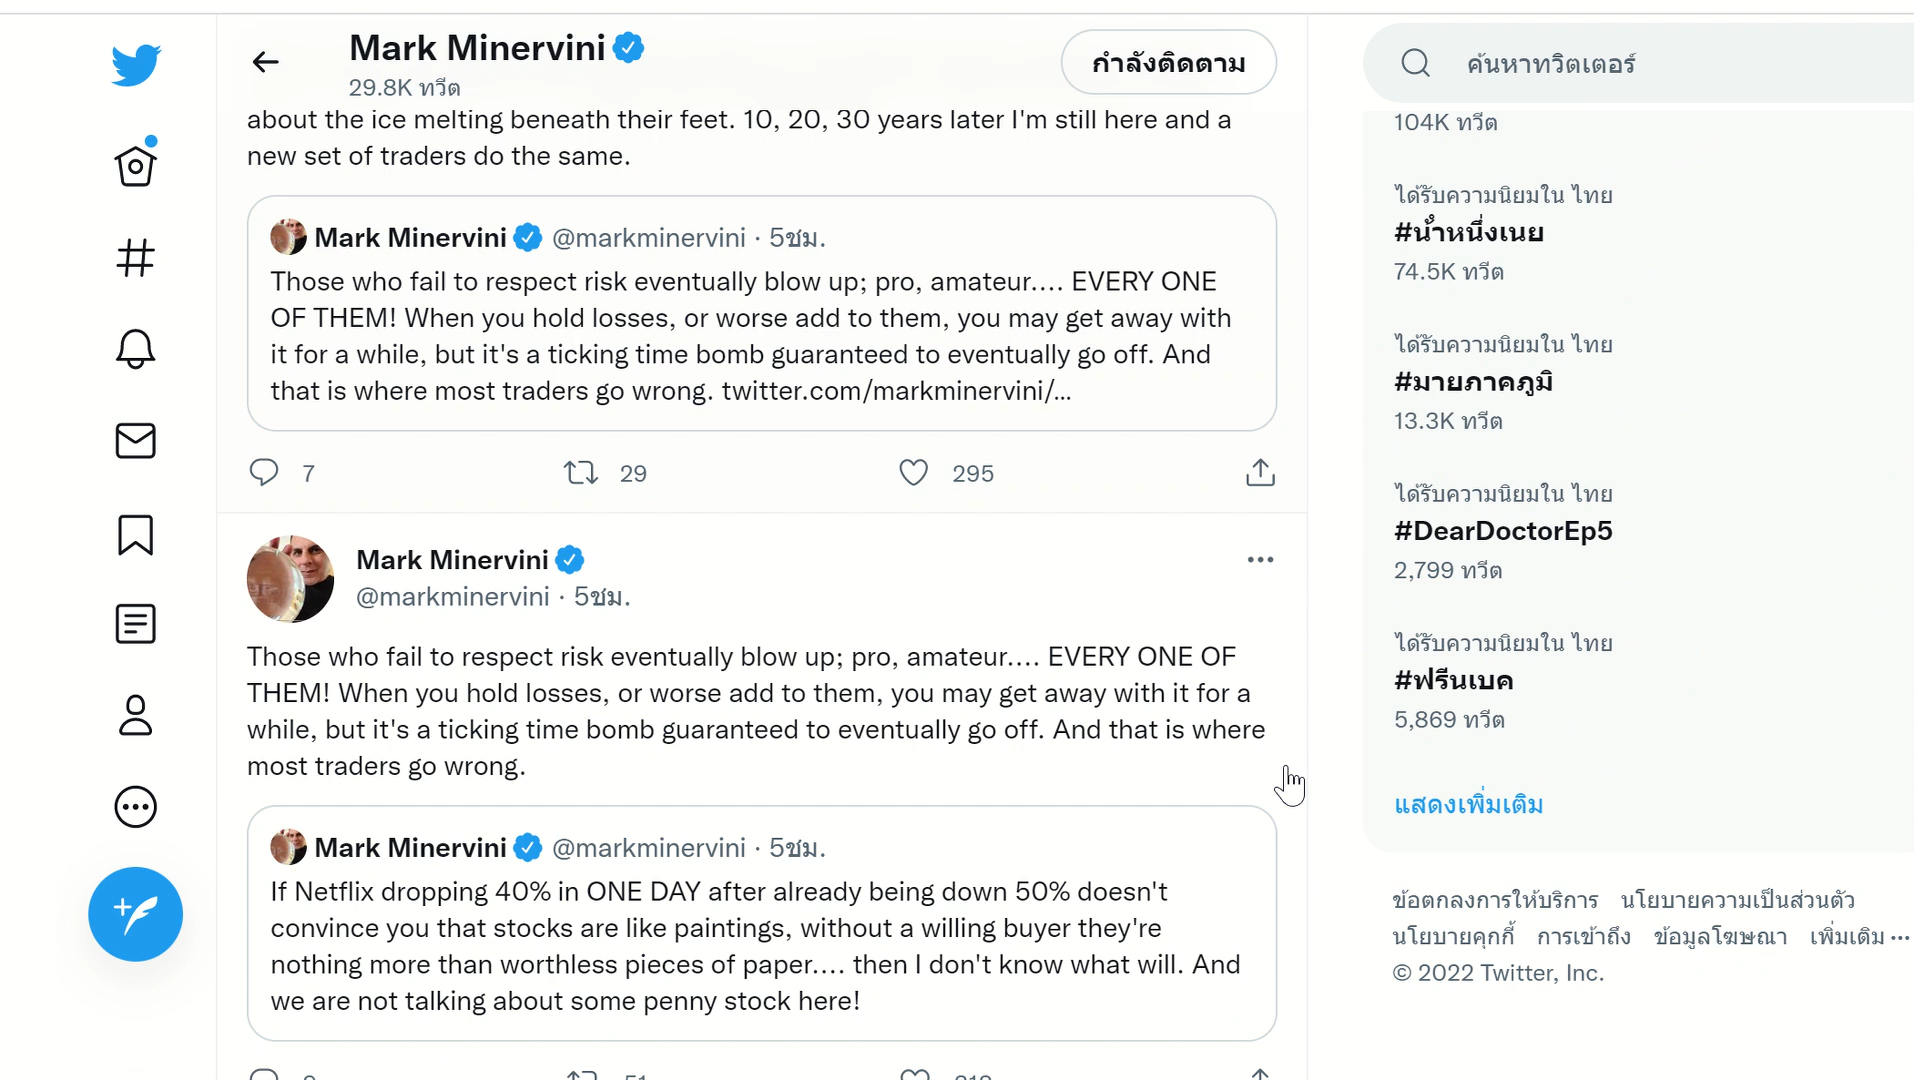 Mark Minervini
29.8K ทวีต
กำลังติดตาม
about the ice melting beneath their feet. 10, 20, 30 years later I'm still here and a
new set of traders do the same.
Mark Minervini @markminervini · 5ชม.
Those who fail to respect risk eventually blow up; pro, amateur.... EVERY ONE
OF THEM! When you hold losses, or worse add to them, you may get away with
it for a while, but it's a ticking time bomb guaranteed to eventually go off. And
that is where most traders go wrong. twitter.com/markminervini/...
7 29 295
Mark Minervini
@markminervini · 5ชม.
Those who fail to respect risk eventually blow up; pro, amateur.... EVERY ONE OF
THEM! When you hold losses, or worse add to them, you may get away with it for a
while, but it's a ticking time bomb guaranteed to eventually go off. And that is where
most traders go wrong.
Mark Minervini @markminervini · 5ชม.
If Netflix dropping 40% in ONE DAY after already being down 50% doesn't
convince you that stocks are like paintings, without a willing buyer they're
nothing more than worthless pieces of paper.... then I don't know what will. And
we are not talking about some penny stock here!
ค้นหาทวิตเตอร์
104K ทวีต
ได้รับความนิยมใน ไทย
#น้ําหนึ่งเนย
74.5K ทวีต
ได้รับความนิยมใน ไทย
#มายภาคภูมิ
13.3K ทวีต
ได้รับความนิยมใน ไทย
#DearDoctorEp5
2,799 ทวีต
ได้รับความนิยมใน ไทย
#ฟรีนเบค
5,869 ทวีต
แสดงเพิ่มเติม
ข้อตกลงการให้บริการ นโยบายความเป็นส่วนตัว
นโยบายคุกกี้ การเข้าถึง ข้อมูลโฆษณา เพิ่มเติม ...
© 2022 Twitter, Inc.